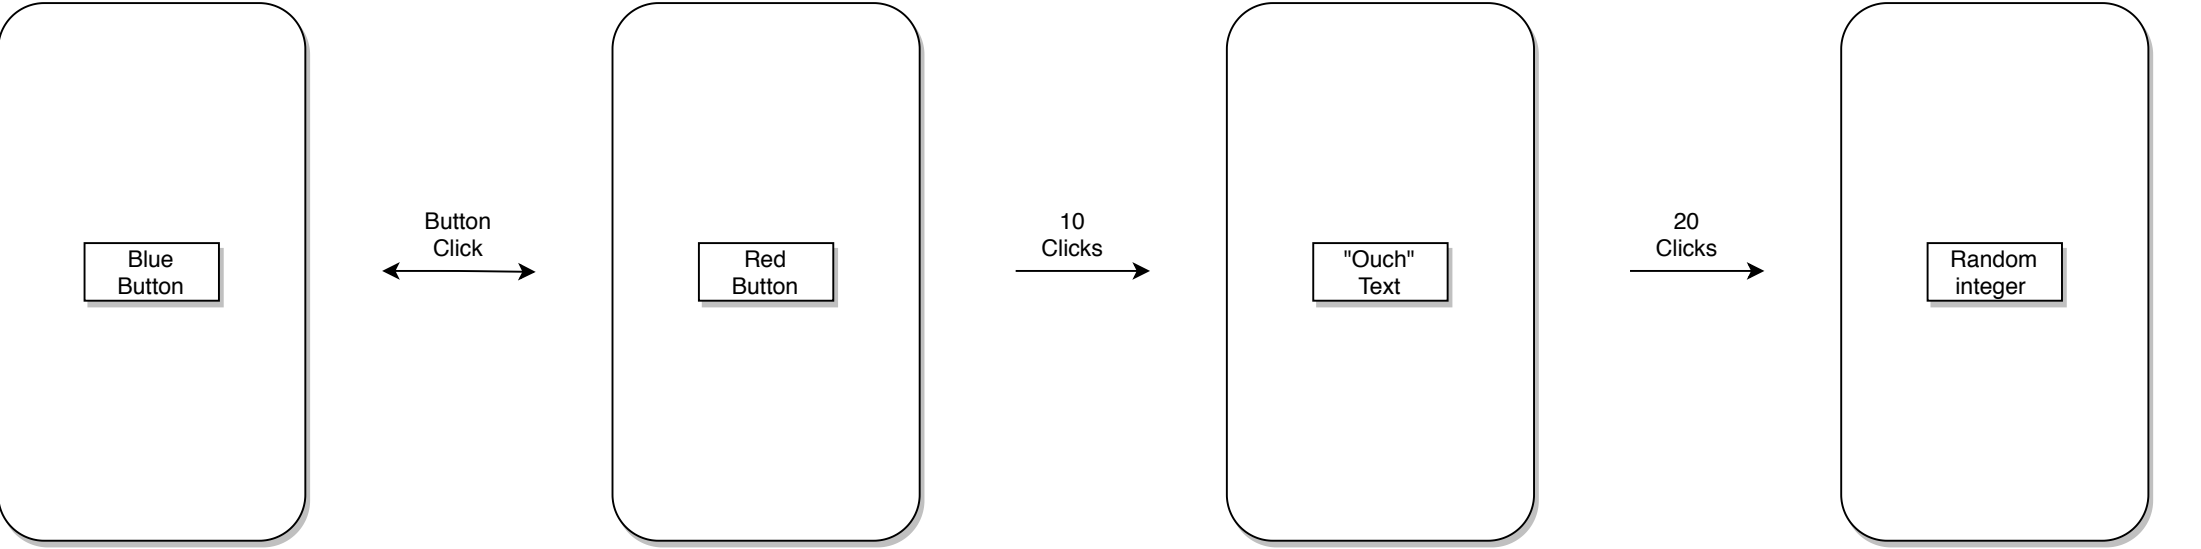 Blue
Button
Button
Click
Red
Button
10
Clicks
"Ouch"
Text
20
Clicks
Random
integer